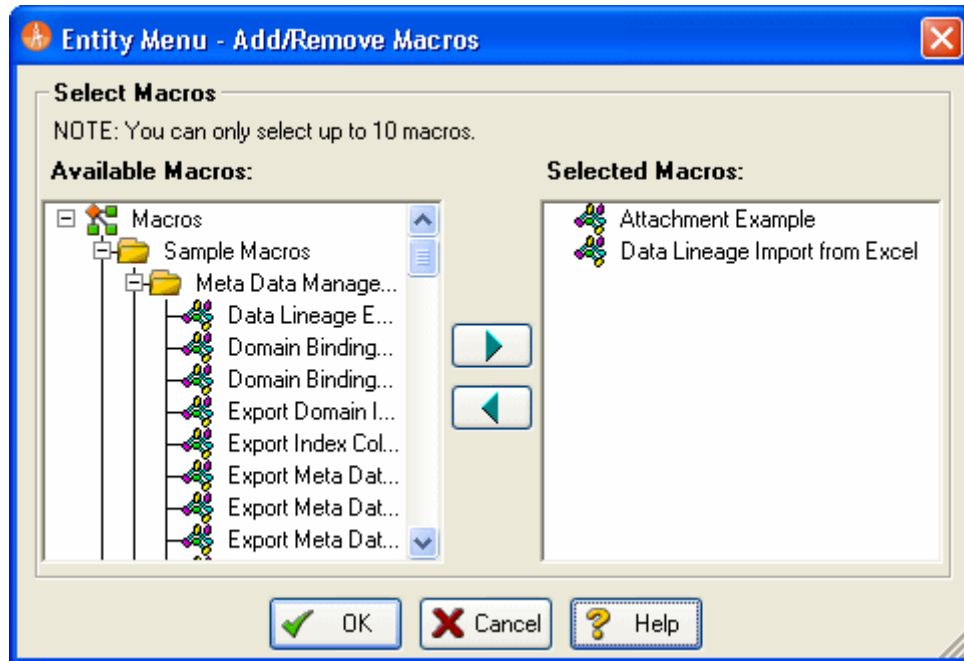 Entity Menu - Add/Remove Macros
Select Macros
NOTE: You can only select up to 10 macros.
Available Macros:
Selected Macros:
Macros
Sample Macros
Meta Data Manage...
Data Lineage E...
Domain Binding...
Domain Binding...
Export Domain I...
Export Index Col...
Export Meta Dat...
Export Meta Dat...
Export Meta Dat...
Attachment Example
Data Lineage Import from Excel
OK
Cancel
Help